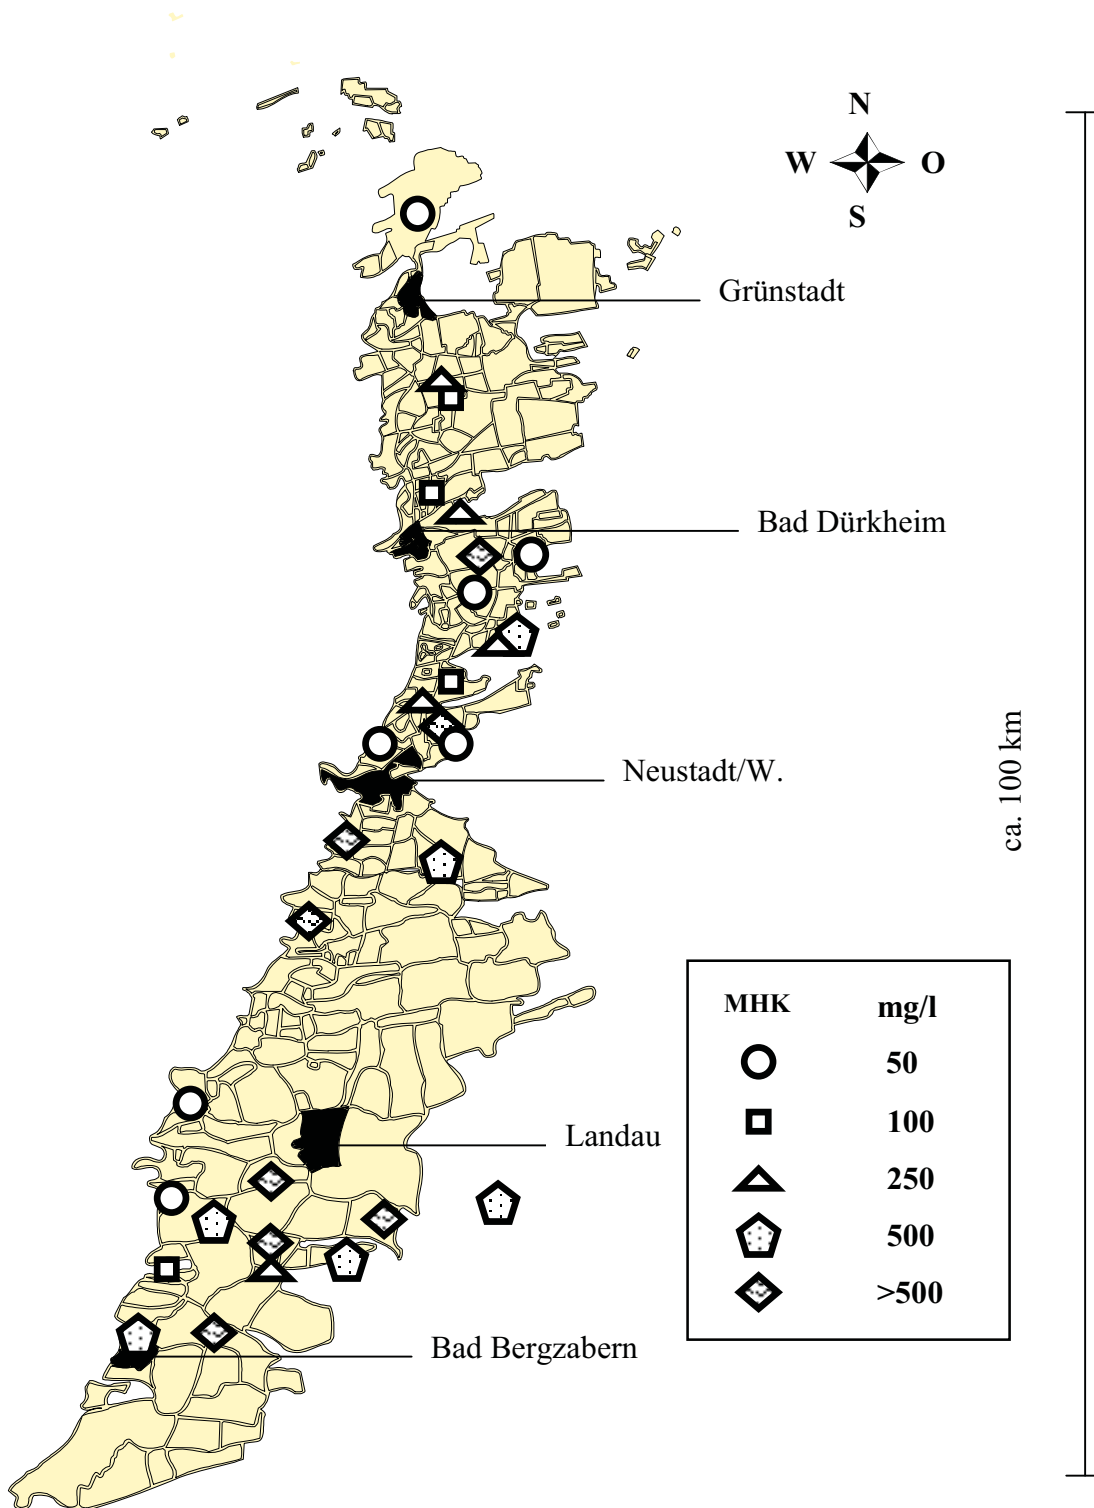 N
W O
S
Grünstadt
Bad Dürkheim
Neustadt/W.
ca. 100 km
MHK mg/l
50
100
Landau
250
500
>500
Bad Bergzabern